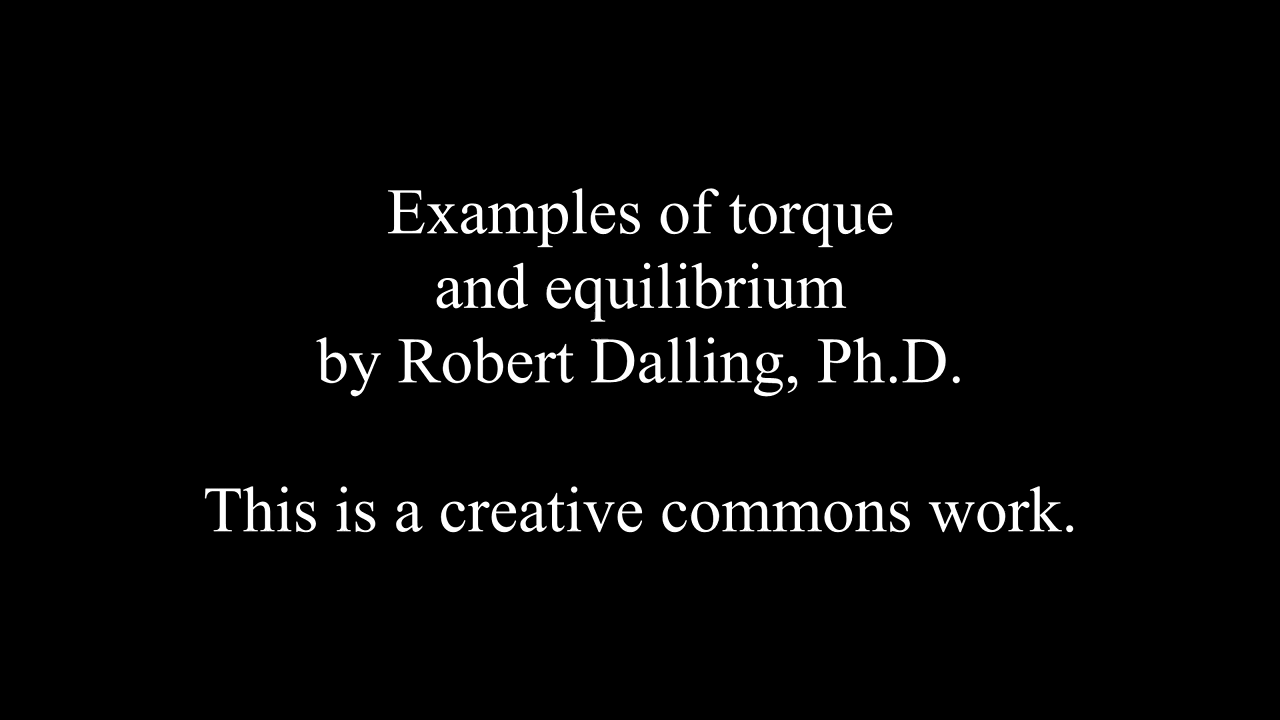 Examples of torque
and equilibrium
by Robert Dalling, Ph.D.
This is a creative commons work.